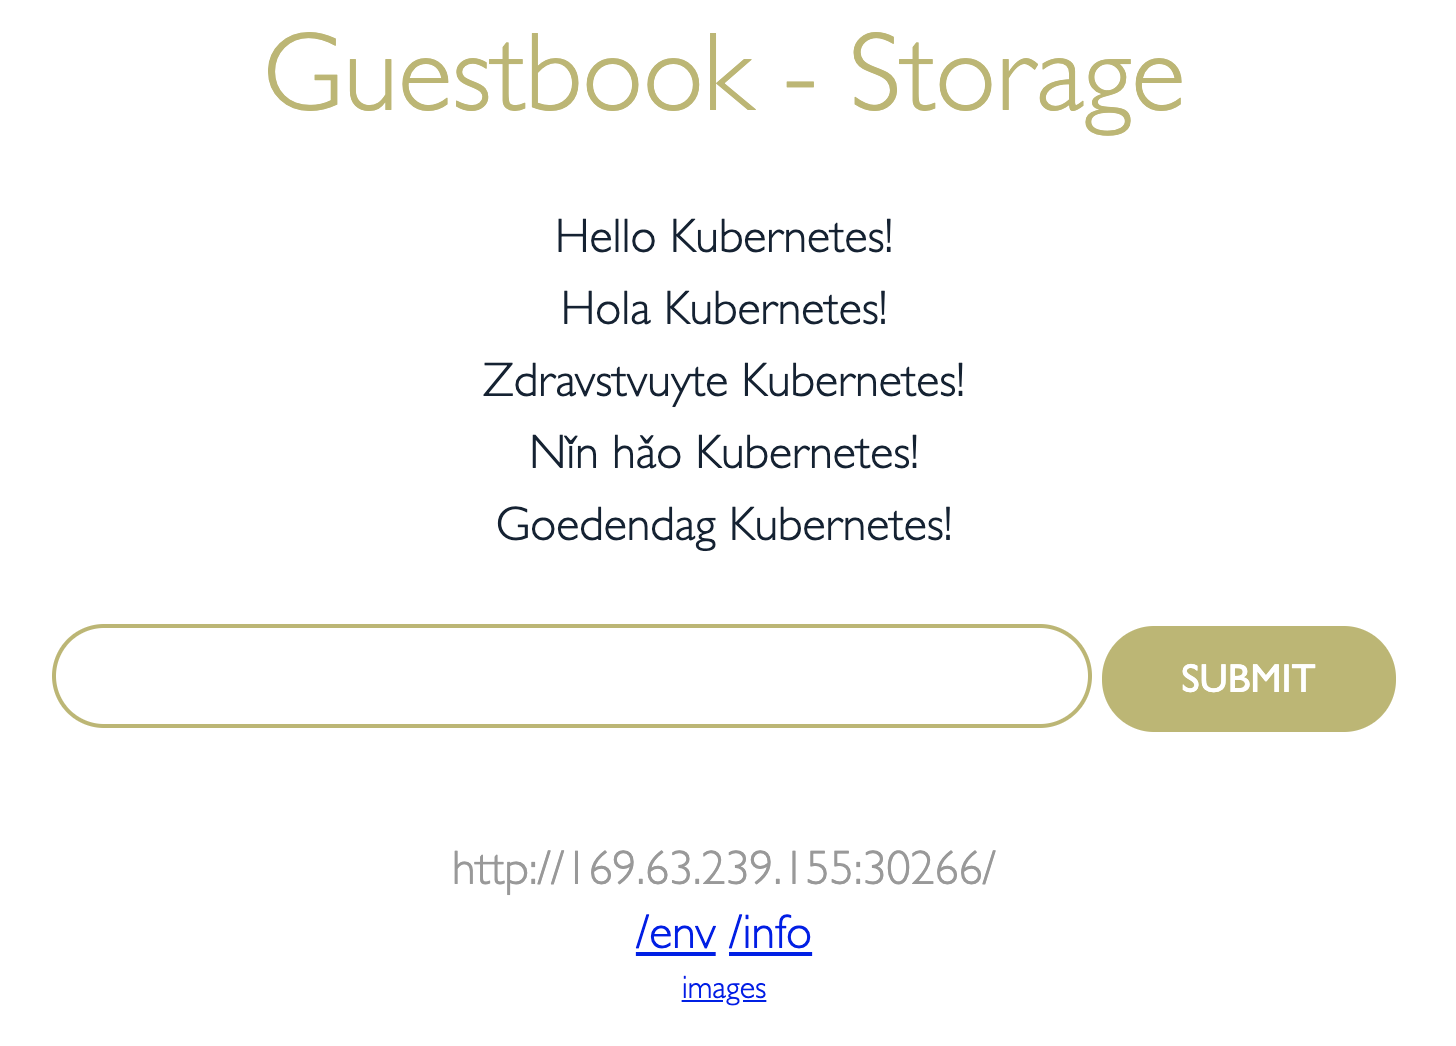 Guestbook - Storage
Hello Kubernetes!
Hola Kubernetes!
Zdravstvuyte Kubernetes!
Nǐn hǎo Kubernetes!
Goedendag Kubernetes!
SUBMIT
http://169.63.239.155:30266/
/env /info
images